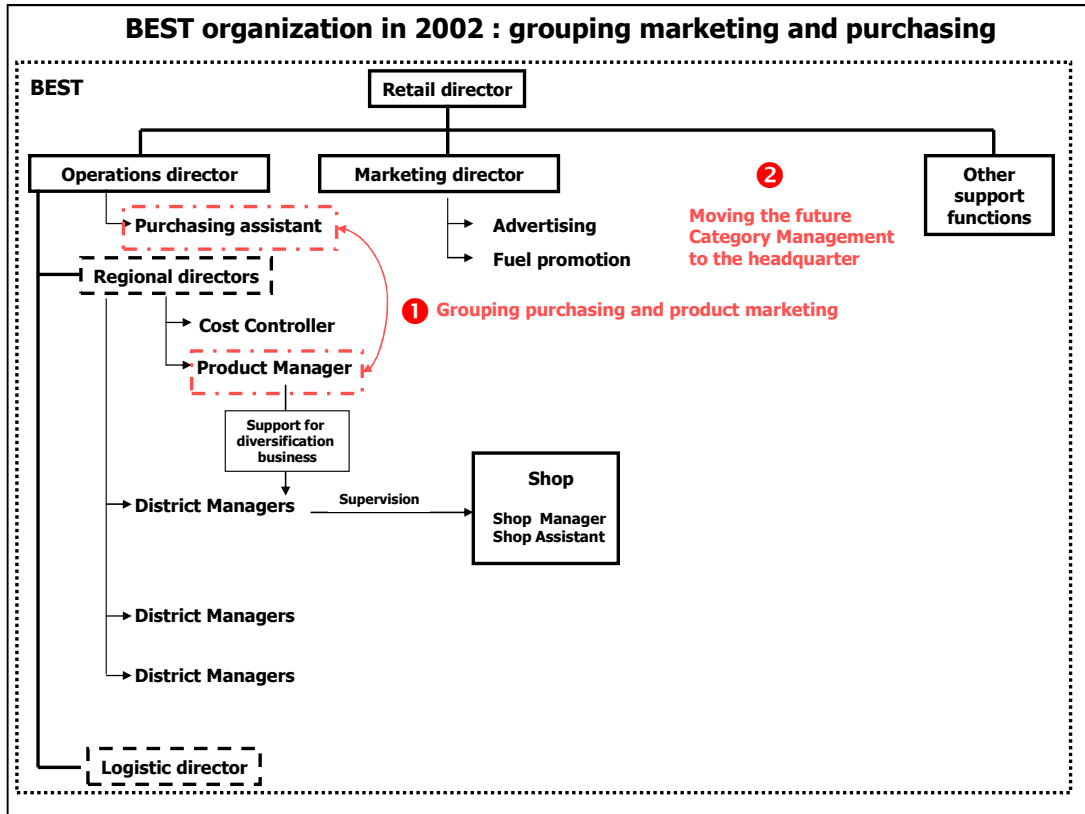 BEST organization in 2002 : grouping marketing and purchasing
BEST
Retail director
Operations director
Marketing director
Other
support
functions
Purchasing assistant
Advertising
Fuel promotion
❷
Moving the future
Category Management
to the headquarter
Regional directors
❶ Grouping purchasing and product marketing
Cost Controller
Product Manager
Support for
diversification
business
District Managers
Supervision
Shop
Shop Manager
Shop Assistant
District Managers
District Managers
Logistic director